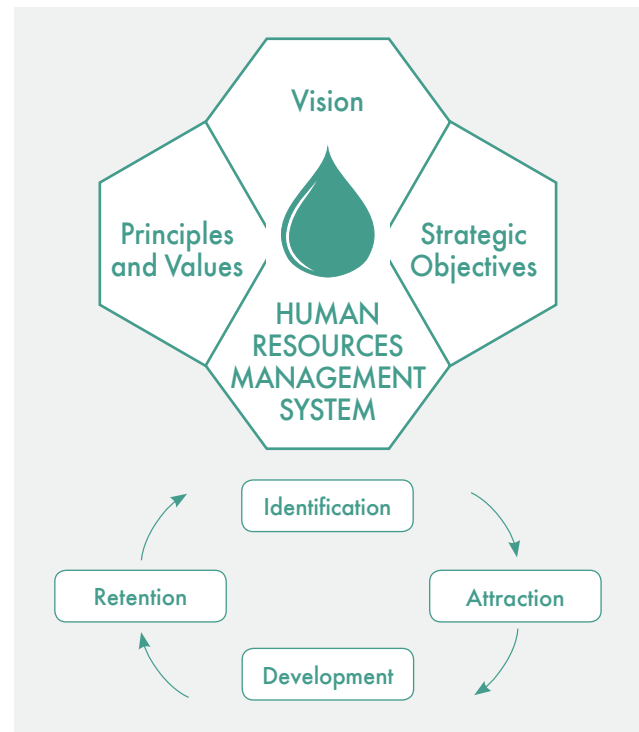 Vision
Principles
and Values
Strategic
Objectives
HUMAN
RESOURCES
MANAGEMENT
SYSTEM
Identification
Retention
Attraction
Development